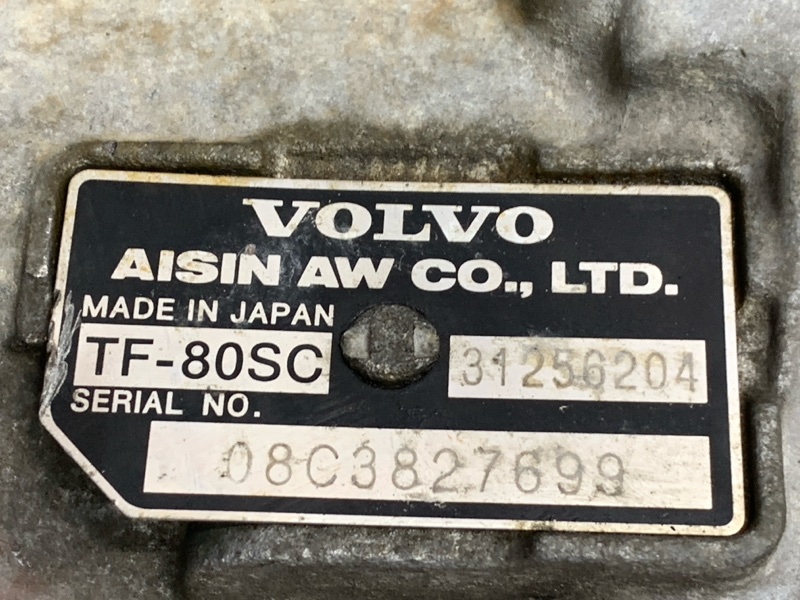 VOLVO
AISIN AW CO., LTD.
MADE IN JAPAN
TF-80SC 31256204
SERIAL NO.
08C3827699